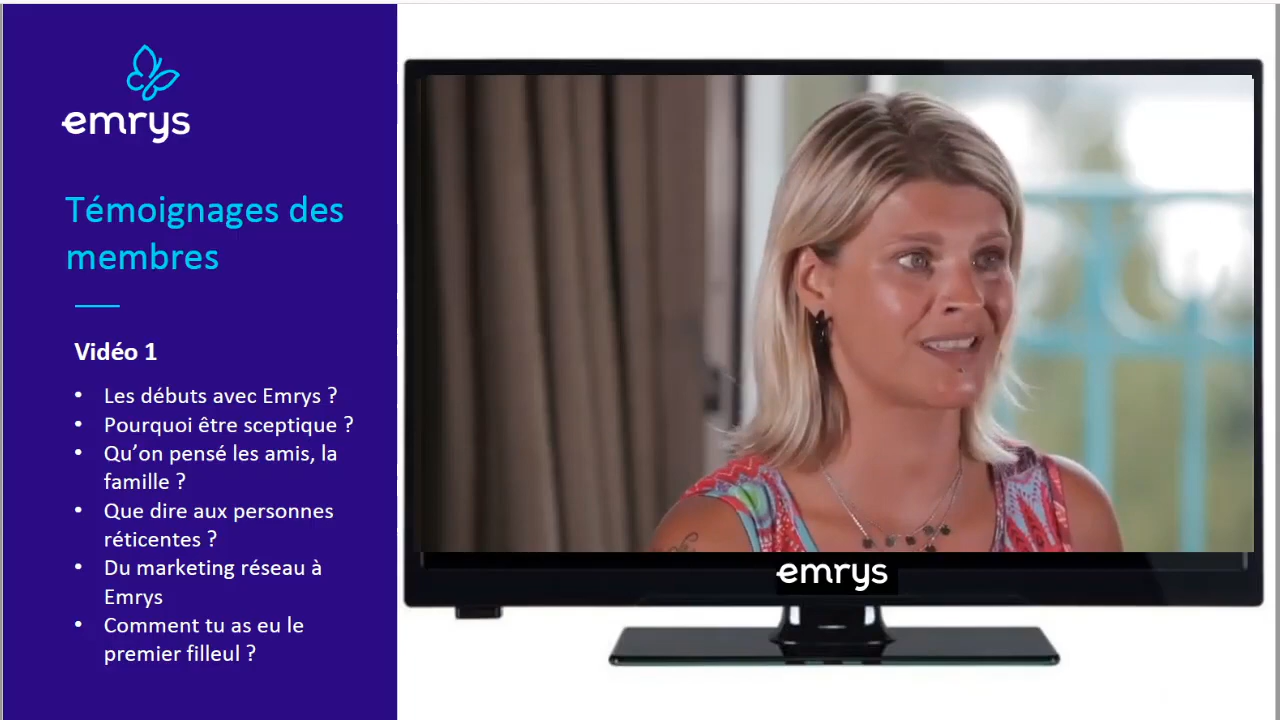 emrys
Témoignages des
membres
Vidéo 1
• Les débuts avec Emrys ?
• Pourquoi être sceptique ?
• Qu’on pensé les amis, la
famille ?
• Que dire aux personnes
réticentes ?
• Du marketing réseau à
Emrys
• Comment tu as eu le
premier filleul ?
emrys